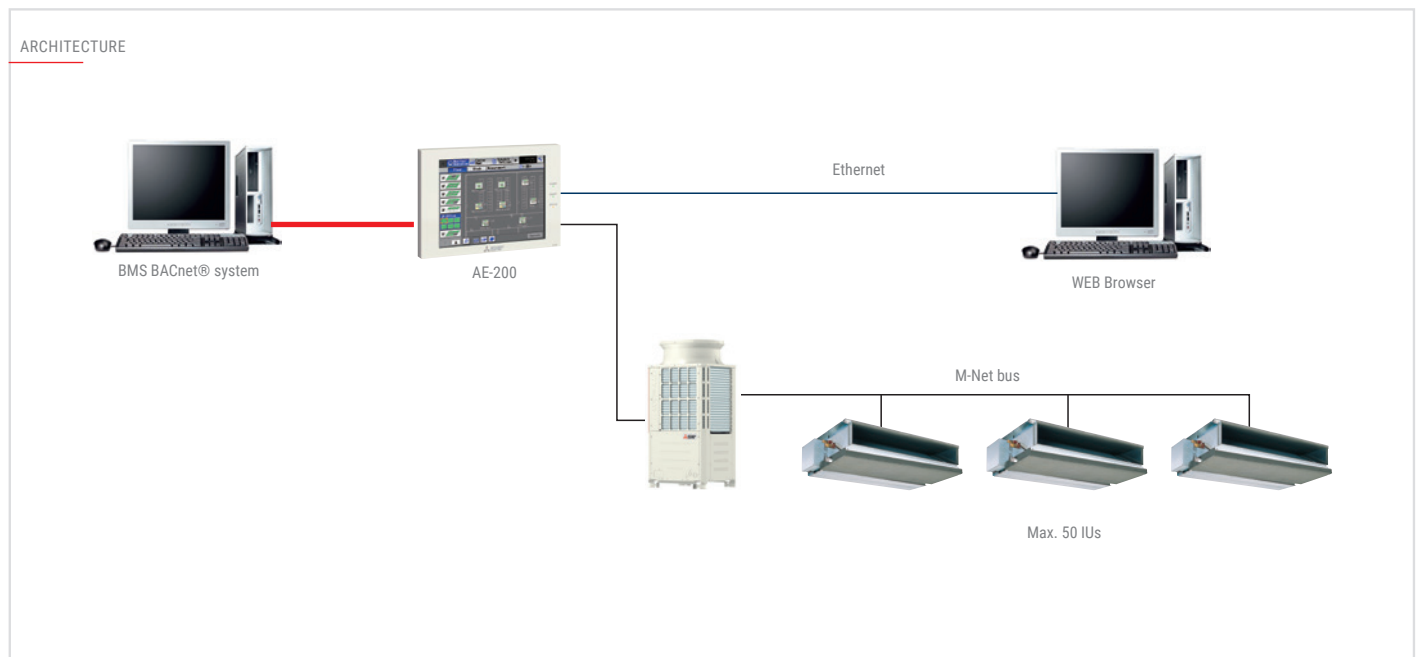 ARCHITECTURE
Ethernet
BMS BACnet® system
AE-200
WEB Browser
M-Net bus
Max. 50 IUs